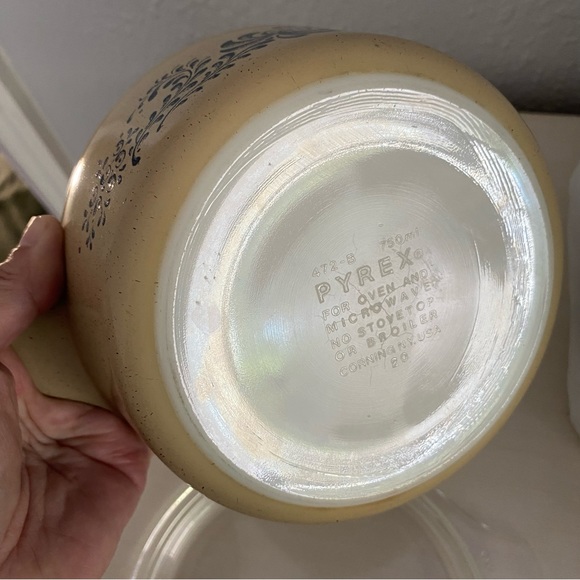 472-B 750ml
PYREX®
FOR OVEN AND
MICROWAVE
NO STOVETOP
OR BROILER
CORNING N.Y. USA